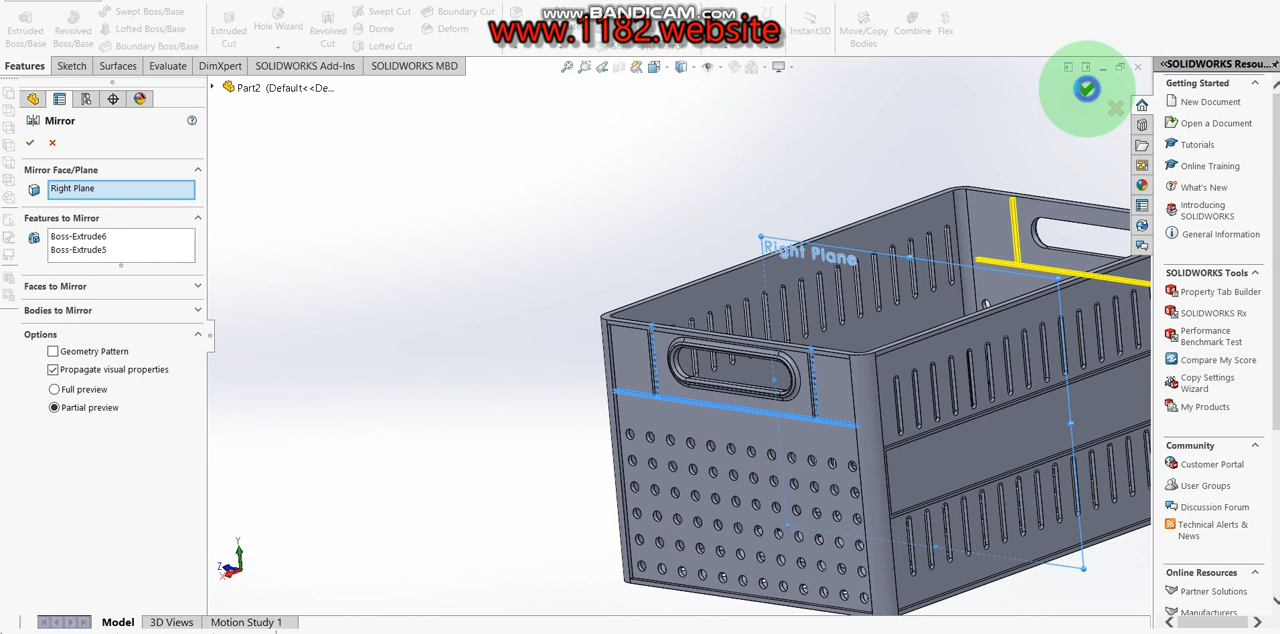 www.BANDICAM.com
www.1182.website
Extruded Boss/Base
Revolved Boss/Base
Swept Boss/Base
Lofted Boss/Base
Boundary Boss/Base
Extruded Cut
Hole Wizard
Revolved Cut
Swept Cut
Dome
Lofted Cut
Boundary Cut
Deform
Instant3D
Move/Copy Bodies
Combine
Flex
Features
Sketch
Surfaces
Evaluate
DimXpert
SOLIDWORKS Add-Ins
SOLIDWORKS MBD
Part2 (Default<<De...
Mirror
Mirror Face/Plane
Right Plane
Features to Mirror
Boss-Extrude6
Boss-Extrude5
Faces to Mirror
Bodies to Mirror
Options
Geometry Pattern
Propagate visual properties
Full preview
Partial preview
Right Plane
Y
Z
X
Model
3D Views
Motion Study 1
SOLIDWORKS Resou...
Getting Started
New Document
Open a Document
Tutorials
Online Training
What's New
Introducing SOLIDWORKS
General Information
SOLIDWORKS Tools
Property Tab Builder
SOLIDWORKS Rx
Performance Benchmark Test
Compare My Score
Copy Settings Wizard
My Products
Community
Customer Portal
User Groups
Discussion Forum
Technical Alerts & News
Online Resources
Partner Solutions
Manufacturers